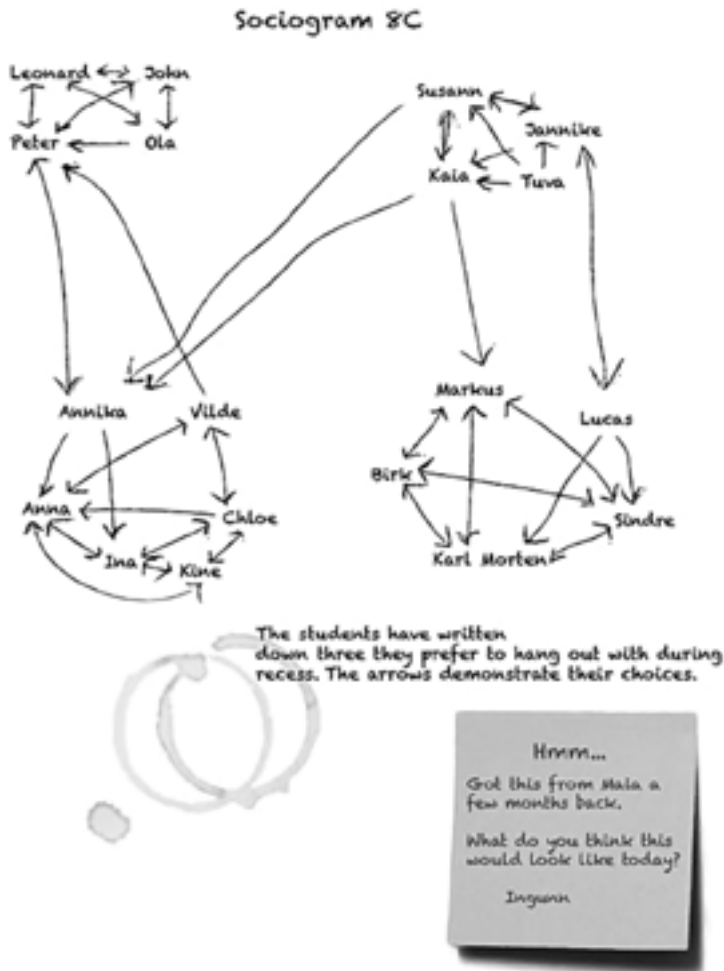 Sociogram 8C
Leonard John
Peter Ola
Susann
Jannike
Kaia Tuva
Annika Vilde
Markus
Lucas
Birk
Anna Chloe
Sindre
Ina Kine
Karl Morten
The students have written
down three they prefer to hang out with during
recess. The arrows demonstrate their choices.
Hmm...
Got this from Maia a
few months back.
What do you think this
would look like today?
Ingunn